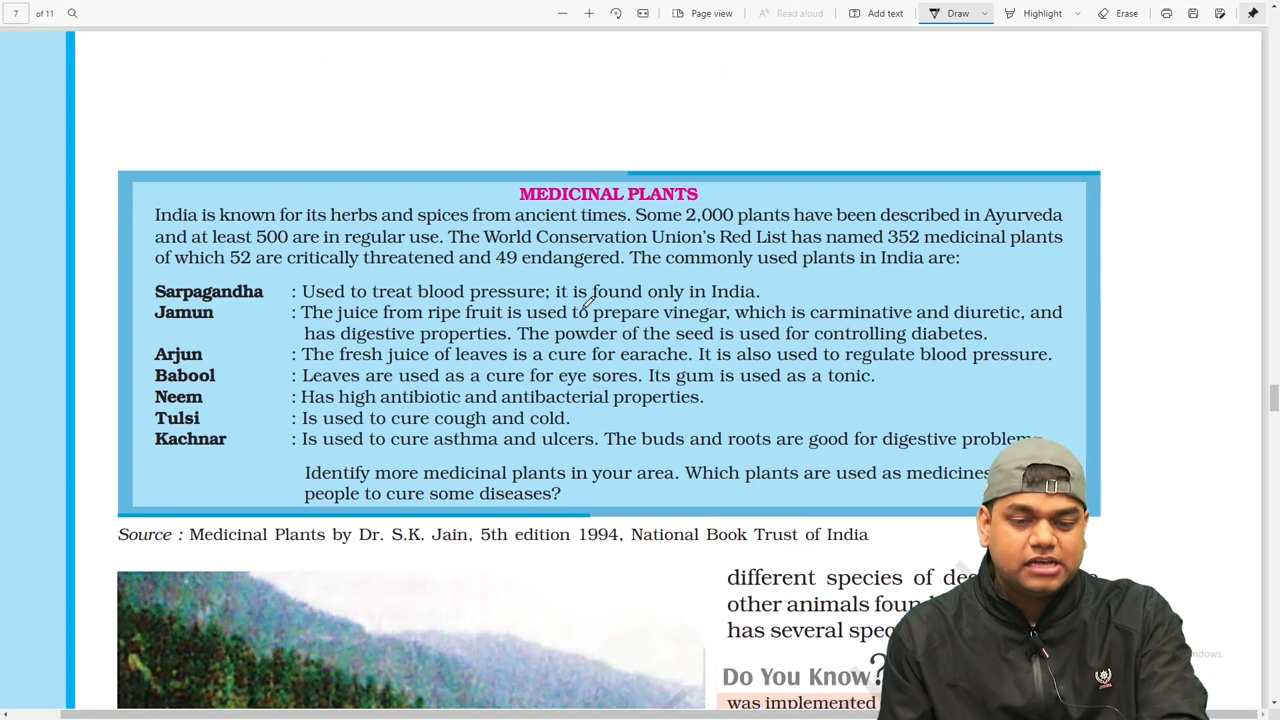 7 of 11 Page view Read aloud Add text Draw Highlight Erase
MEDICINAL PLANTS
India is known for its herbs and spices from ancient times. Some 2,000 plants have been described in Ayurveda
and at least 500 are in regular use. The World Conservation Union's Red List has named 352 medicinal plants
of which 52 are critically threatened and 49 endangered. The commonly used plants in India are:
Sarpagandha : Used to treat blood pressure; it is found only in India.
Jamun : The juice from ripe fruit is used to prepare vinegar, which is carminative and diuretic, and
has digestive properties. The powder of the seed is used for controlling diabetes.
Arjun : The fresh juice of leaves is a cure for earache. It is also used to regulate blood pressure.
Babool : Leaves are used as a cure for eye sores. Its gum is used as a tonic.
Neem : Has high antibiotic and antibacterial properties.
Tulsi : Is used to cure cough and cold.
Kachnar : Is used to cure asthma and ulcers. The buds and roots are good for digestive
Identify more medicinal plants in your area. Which plants are used as medicines
people to cure some diseases?
Source : Medicinal Plants by Dr. S.K. Jain, 5th edition 1994, National Book Trust of India
different species of
other animals
has several
Do You Know?
was implemented